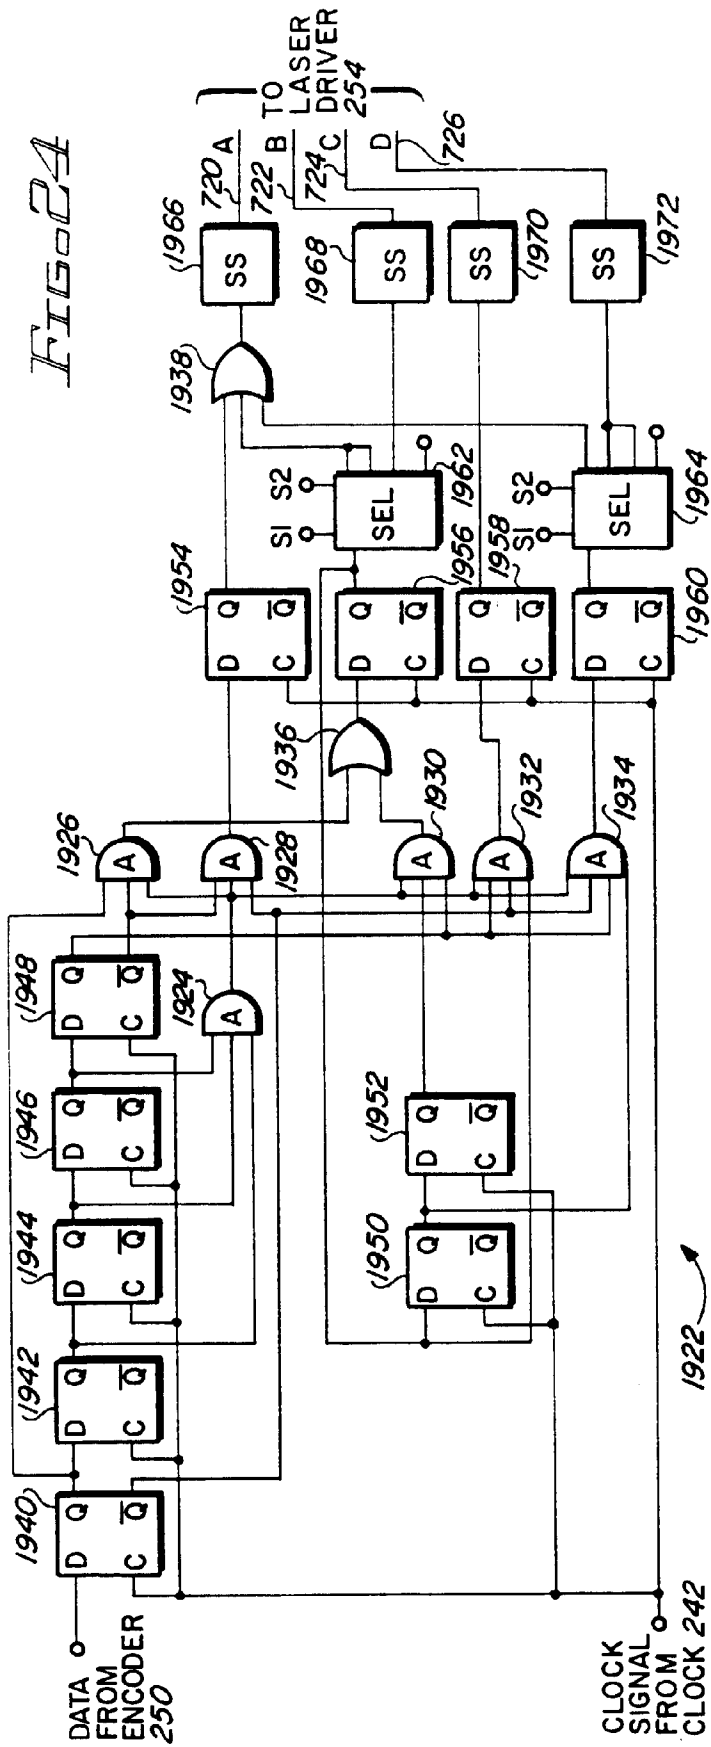 FIG. 24
DATA
FROM
ENCODER
250
1940
D Q
C Q̅
1942
D Q
C Q̅
1944
D Q
C Q̅
1946
D Q
C Q̅
1948
D Q
C Q̅
1924
A
1926
A
1928
A
1950
D Q
C Q̅
1952
D Q
C Q̅
1930
A
1932
A
1934
A
1936
1954
D Q
C Q̅
1956
D Q
C Q̅
1958
D Q
C Q̅
1960
D Q
C Q̅
S1 S2
SEL
1962
S1 S2
SEL
1964
1938
1966
SS
1968
SS
1970
SS
1972
SS
720 A
722 B
724 C
D
726
TO
LASER
DRIVER
254
CLOCK
SIGNAL
FROM
CLOCK 242
1922